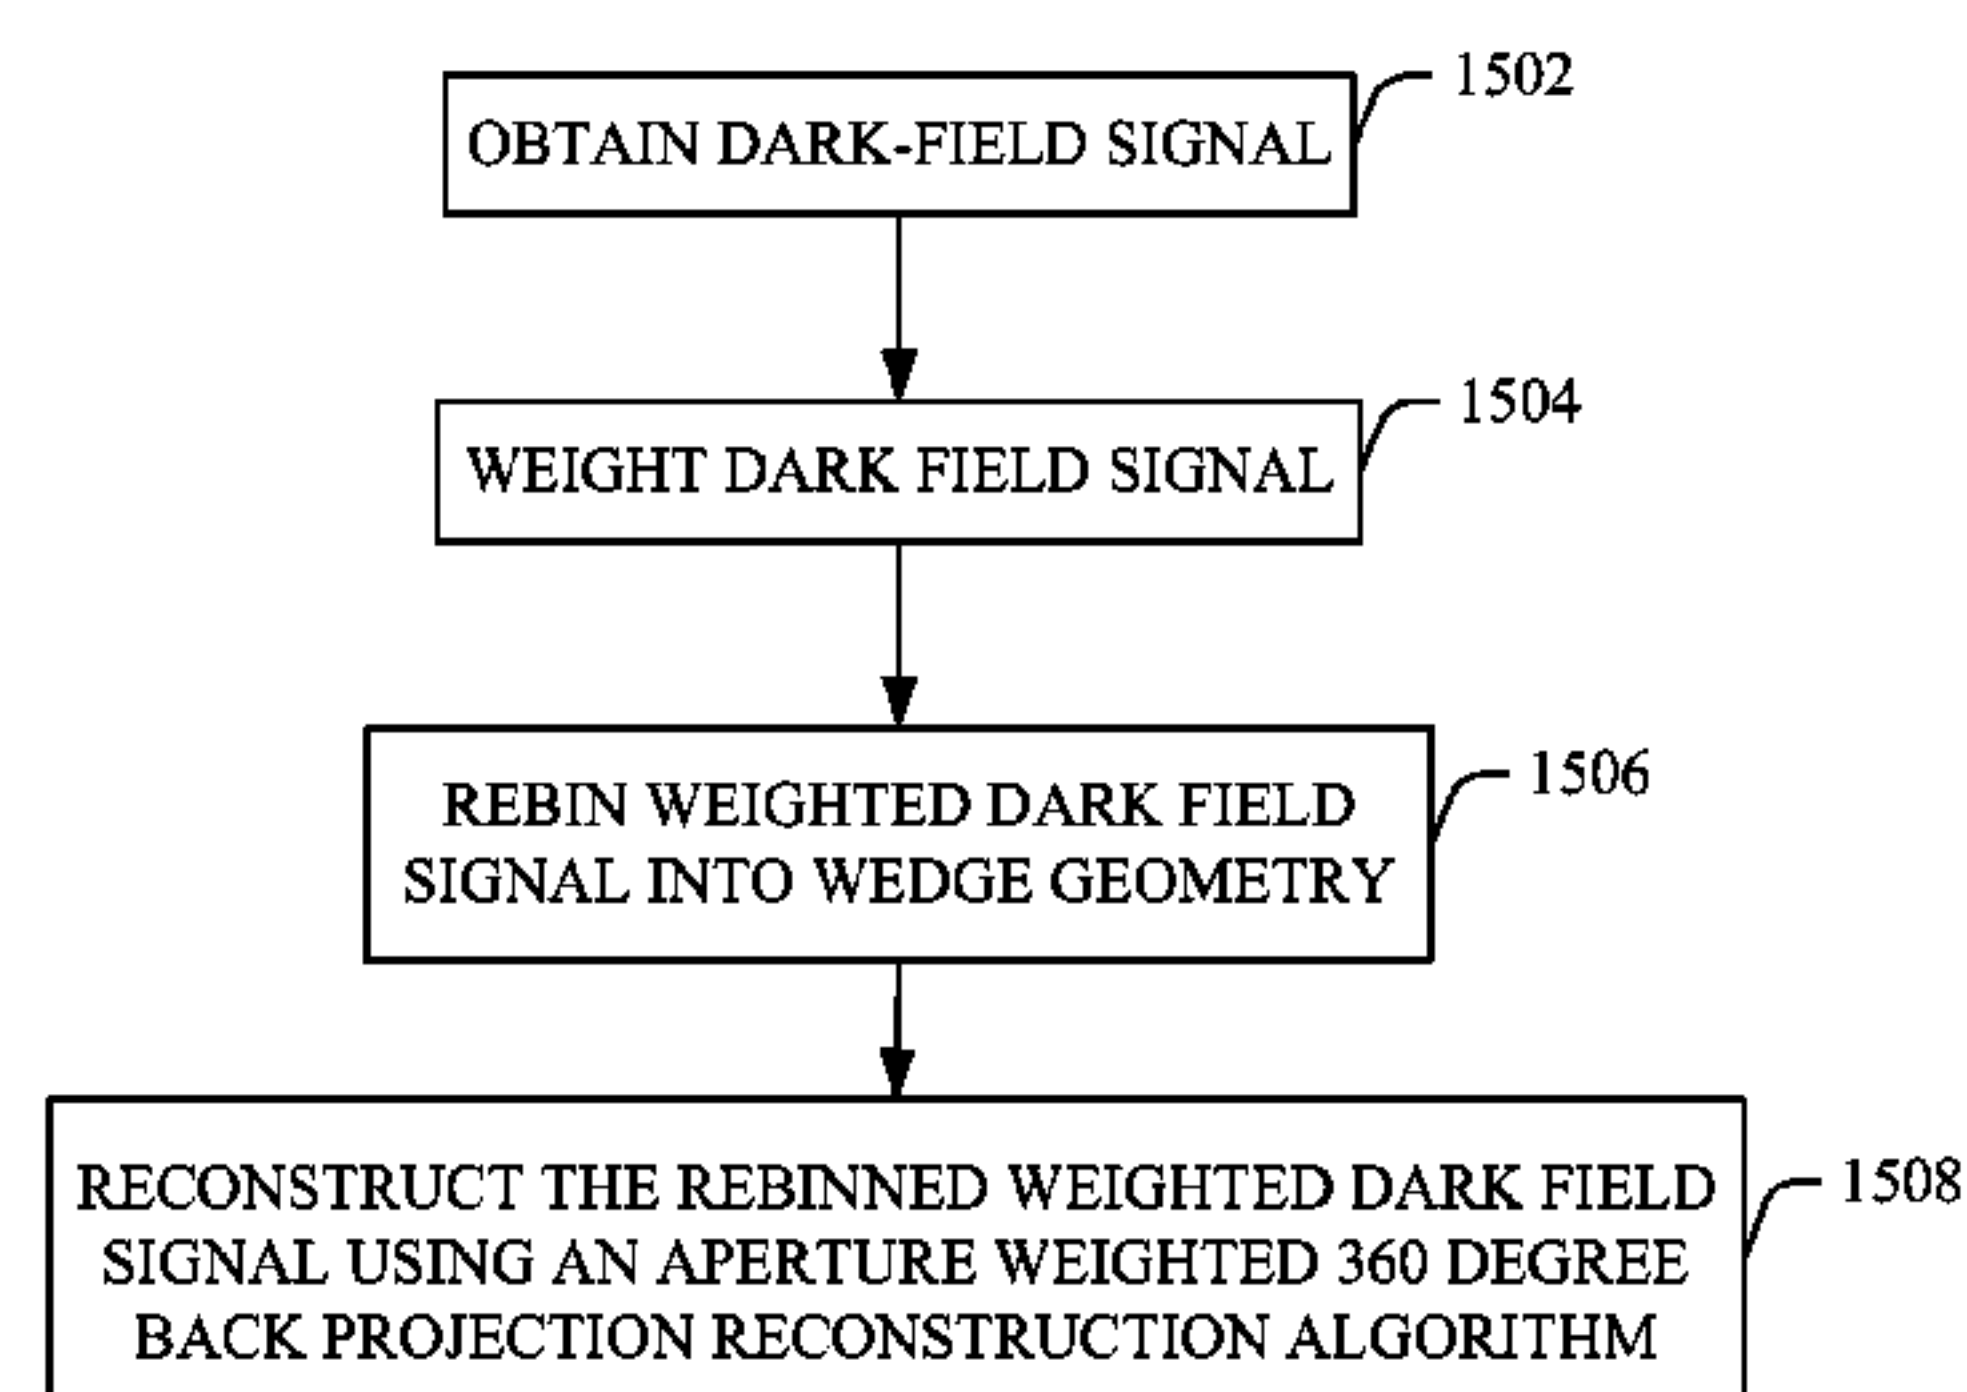 OBTAIN DARK-FIELD SIGNAL
1502
WEIGHT DARK FIELD SIGNAL
1504
REBIN WEIGHTED DARK FIELD
SIGNAL INTO WEDGE GEOMETRY
1506
RECONSTRUCT THE REBINNED WEIGHTED DARK FIELD
SIGNAL USING AN APERTURE WEIGHTED 360 DEGREE
BACK PROJECTION RECONSTRUCTION ALGORITHM
1508